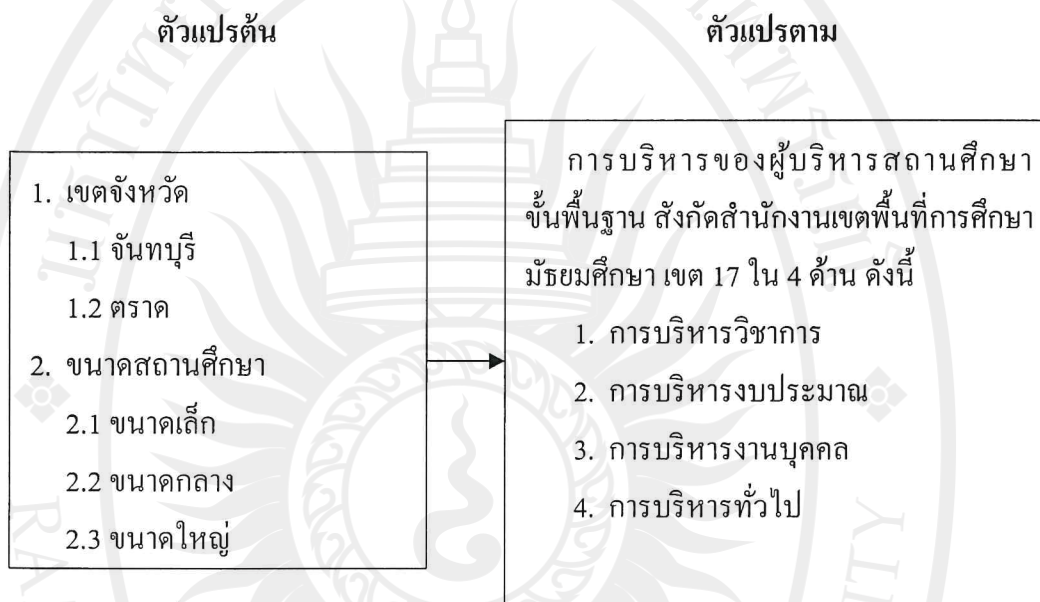 ตัวแปรต้น
ตัวแปรตาม
1. เขตจังหวัด
1.1 จันทบุรี
1.2 ตราด
2. ขนาดสถานศึกษา
2.1 ขนาดเล็ก
2.2 ขนาดกลาง
2.3 ขนาดใหญ่
การบริหารของผู้บริหารสถานศึกษา
ขั้นพื้นฐาน สังกัดสำนักงานเขตพื้นที่การศึกษา
มัธยมศึกษา เขต 17 ใน 4 ด้าน ดังนี้
1. การบริหารวิชาการ
2. การบริหารงบประมาณ
3. การบริหารงานบุคคล
4. การบริหารทั่วไป